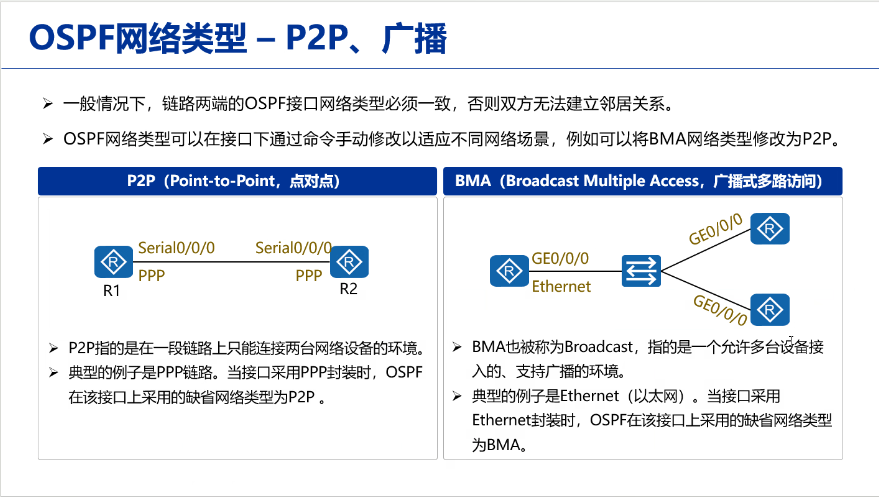 OSPF网络类型 – P2P、广播
一般情况下，链路两端的OSPF接口网络类型必须一致，否则双方无法建立邻居关系。
OSPF网络类型可以在接口下通过命令手动修改以适应不同网络场景，例如可以将BMA网络类型修改为P2P。
P2P（Point-to-Point，点对点）
Serial0/0/0
Serial0/0/0
R
R
PPP
PPP
R1
R2
P2P指的是在一段链路上只能连接两台网络设备的环境。
典型的例子是PPP链路。当接口采用PPP封装时，OSPF
在该接口上采用的缺省网络类型为P2P 。
BMA（Broadcast Multiple Access，广播式多路访问）
GE0/0/0
R
GE0/0/0
R
Ethernet
GE0/0/0
R
BMA也被称为Broadcast，指的是一个允许多台设备接
入的、支持广播的环境。
典型的例子是Ethernet（以太网）。当接口采用
Ethernet封装时，OSPF在该接口上采用的缺省网络类型
为BMA。